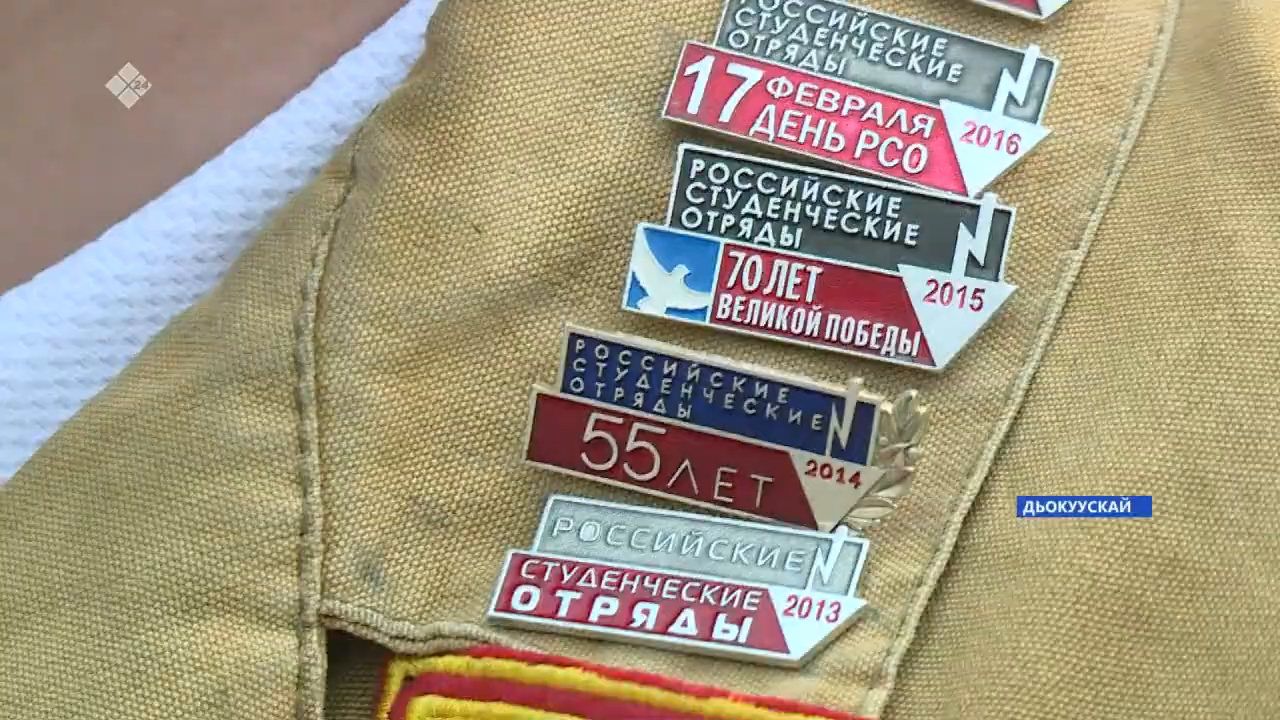 24
РОССИЙСКИЕ
СТУДЕНЧЕСКИЕ
ОТРЯДЫ
17 ФЕВРАЛЯ
ДЕНЬ РСО
2016
РОССИЙСКИЕ
СТУДЕНЧЕСКИЕ
ОТРЯДЫ
70 ЛЕТ
ВЕЛИКОЙ ПОБЕДЫ
2015
РОССИЙСКИЕ
СТУДЕНЧЕСКИЕ
ОТРЯДЫ
55 ЛЕТ
2014
ДЬОКУУСКАЙ
РОССИЙСКИЕ
СТУДЕНЧЕСКИЕ
ОТРЯДЫ
2013